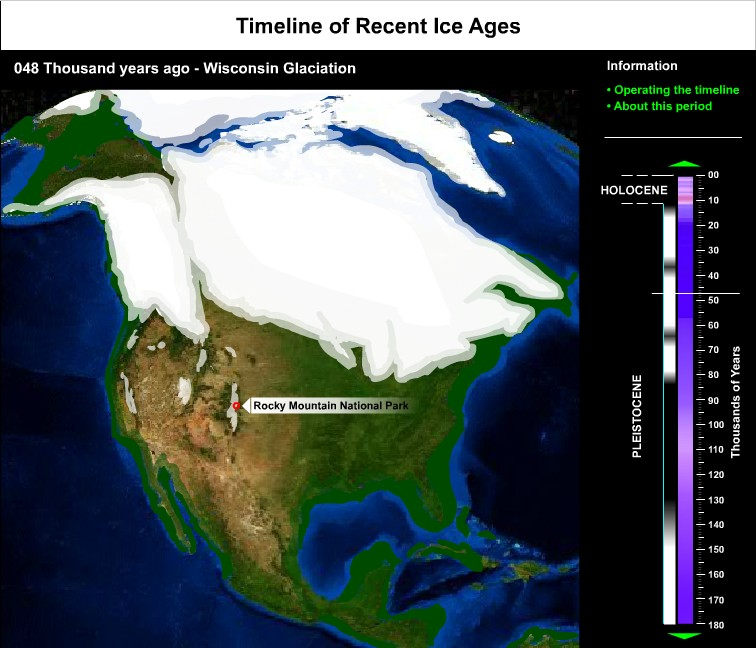 Timeline of Recent Ice Ages
048 Thousand years ago - Wisconsin Glaciation
Information
• Operating the timeline
• About this period
HOLOCENE
00
10
20
30
40
50
60
70
80
90
100
110
120
130
140
150
160
170
180
PLEISTOCENE
Thousands of Years
Rocky Mountain National Park